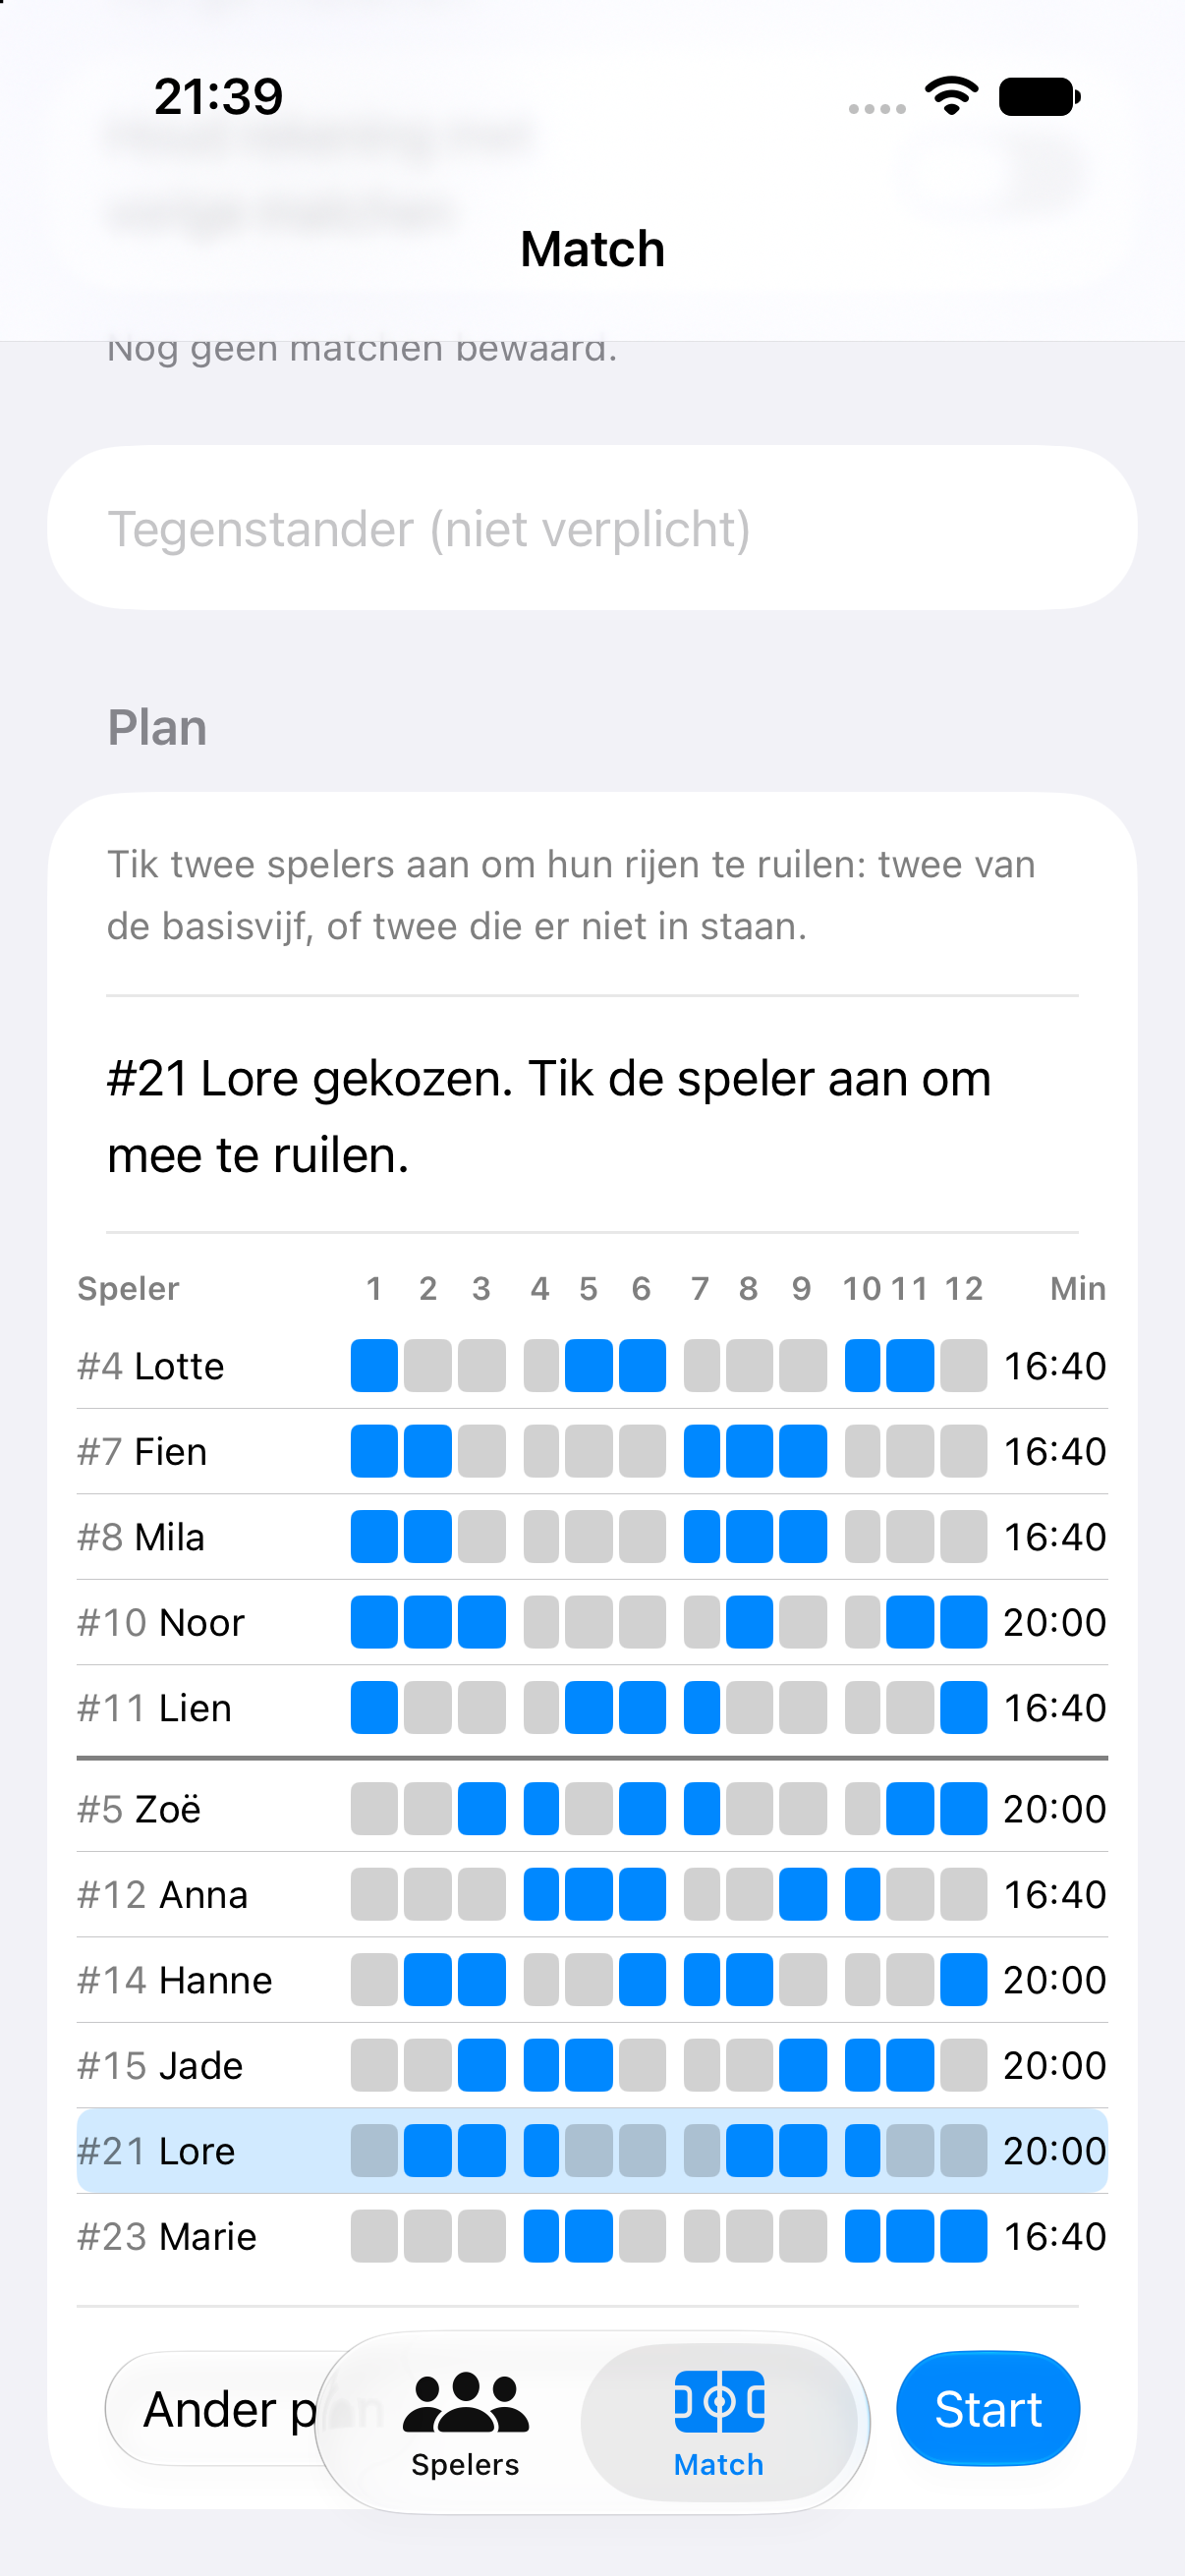 21:39
Match
Nog geen matchen bewaard.
Tegenstander (niet verplicht)
Plan
Tik twee spelers aan om hun rijen te ruilen: twee van
de basisvijf, of twee die er niet in staan.
#21 Lore gekozen. Tik de speler aan om
mee te ruilen.
Speler 1 2 3 4 5 6 7 8 9 10 11 12 Min
#4 Lotte 16:40
#7 Fien 16:40
#8 Mila 16:40
#10 Noor 20:00
#11 Lien 16:40
#5 Zoë 20:00
#12 Anna 16:40
#14 Hanne 20:00
#15 Jade 20:00
#21 Lore 20:00
#23 Marie 16:40
Ander plan
Spelers
Match
Start